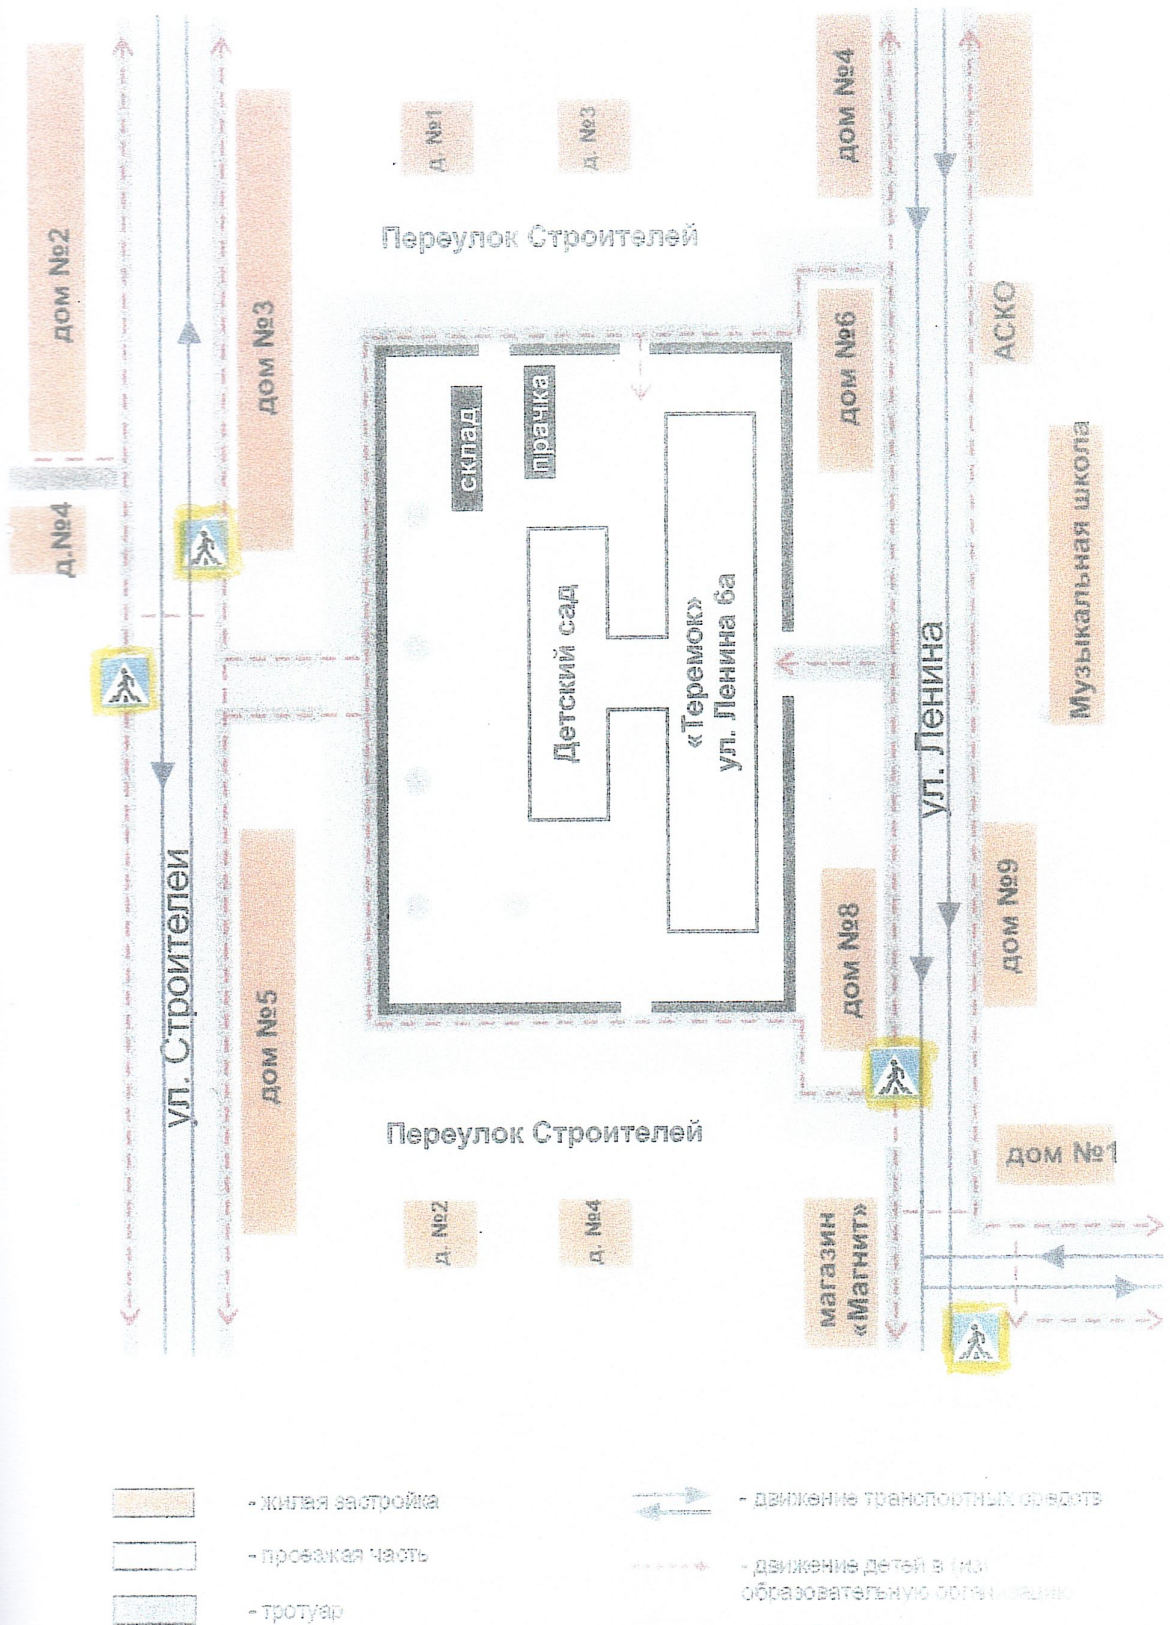 дом №2
д.№4
дом №3
ул. Строителей
дом №5
д. №1
д. №3
Переулок Строителей
склад
прачка
Детский сад
«Теремок»
ул. Ленина 6а
Переулок Строителей
д. №2
д. №4
дом №4
дом №6
дом №8
магазин
«Магнит»
ул. Ленина
АСКО
Музыкальная школа
дом №9
дом №1
- жилая застройка
- проезжая часть
- тротуар
- движение транспортных средств
- движение детей в (из)
образовательную организацию